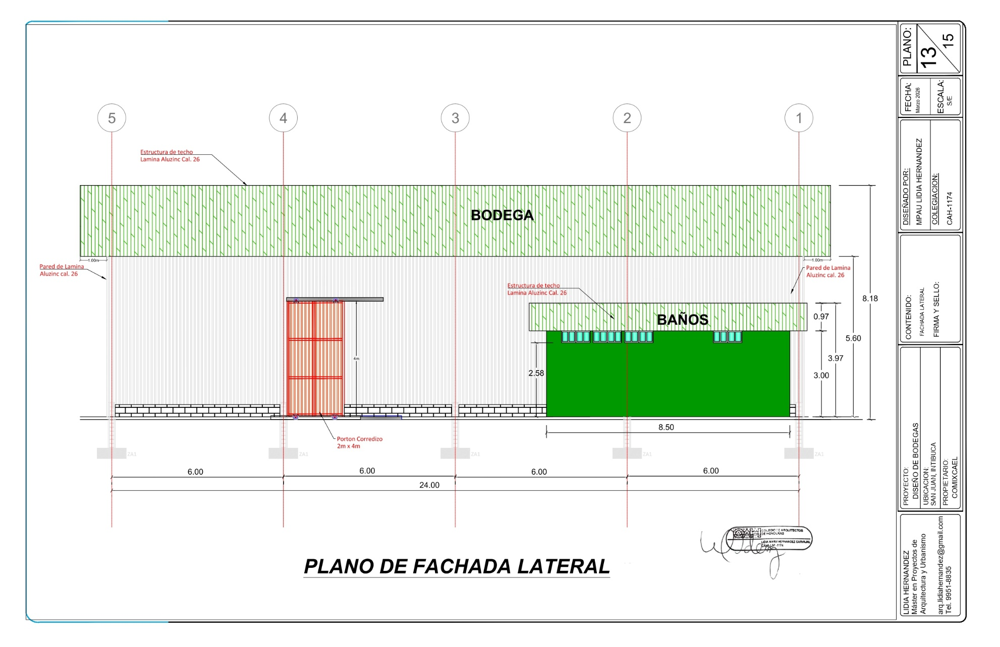 5
4
3
2
1
Estructura de techo
Lamina Aluzinc Cal. 26
BODEGA
1.00m
1.00m
Pared de Lamina
Aluzinc cal. 26
Pared de Lamina
Aluzinc cal. 26
Estructura de techo
Lamina Aluzinc Cal. 26
BAÑOS
8.18
0.97
5.60
3.97
3.00
2.58
4m
8.50
Porton Corredizo
2m x 4m
ZA1
ZA1
ZA1
ZA1
ZA1
6.00
6.00
6.00
6.00
24.00
PLANO DE FACHADA LATERAL
COLEGIO DE ARQUITECTOS
DE HONDURAS
LIDIA MARIA HERNANDEZ CARVAJAL
PLANO:
13
15
FECHA:
Marzo 2026
ESCALA:
S/E
DISEÑADO POR:
MPAU LIDIA HERNANDEZ
COLEGIACION:
CAH-1174
CONTENIDO:
FACHADA LATERAL
FIRMA Y SELLO:
PROYECTO:
DISEÑO DE BODEGAS
UBICACION:
SAN JUAN, INTIBUCA
PROPIETARIO:
COMIXCAEL
LIDIA HERNANDEZ
Máster en Proyectos de
Arquitectura y Urbanismo
arq.lidiahernandez@gmail.com
Tel. 9951-8835